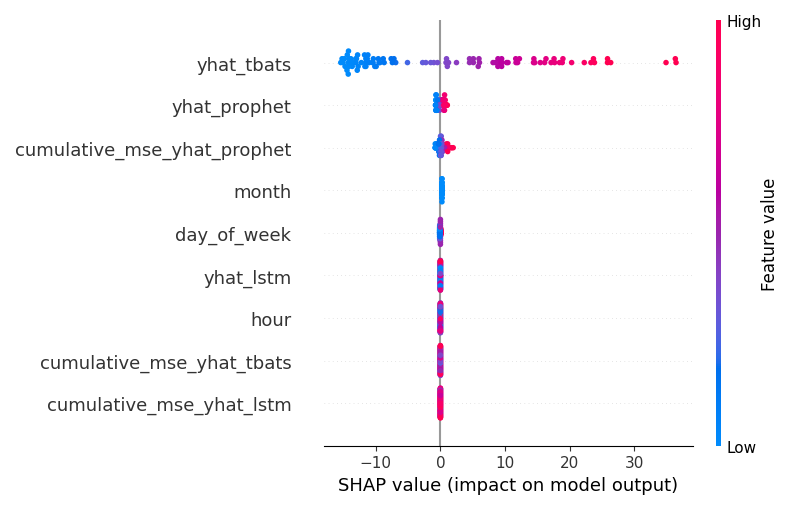 High
yhat_tbats
yhat_prophet
cumulative_mse_yhat_prophet
month
day_of_week
yhat_lstm
hour
cumulative_mse_yhat_tbats
cumulative_mse_yhat_lstm
Feature value
Low
−10 0 10 20 30
SHAP value (impact on model output)